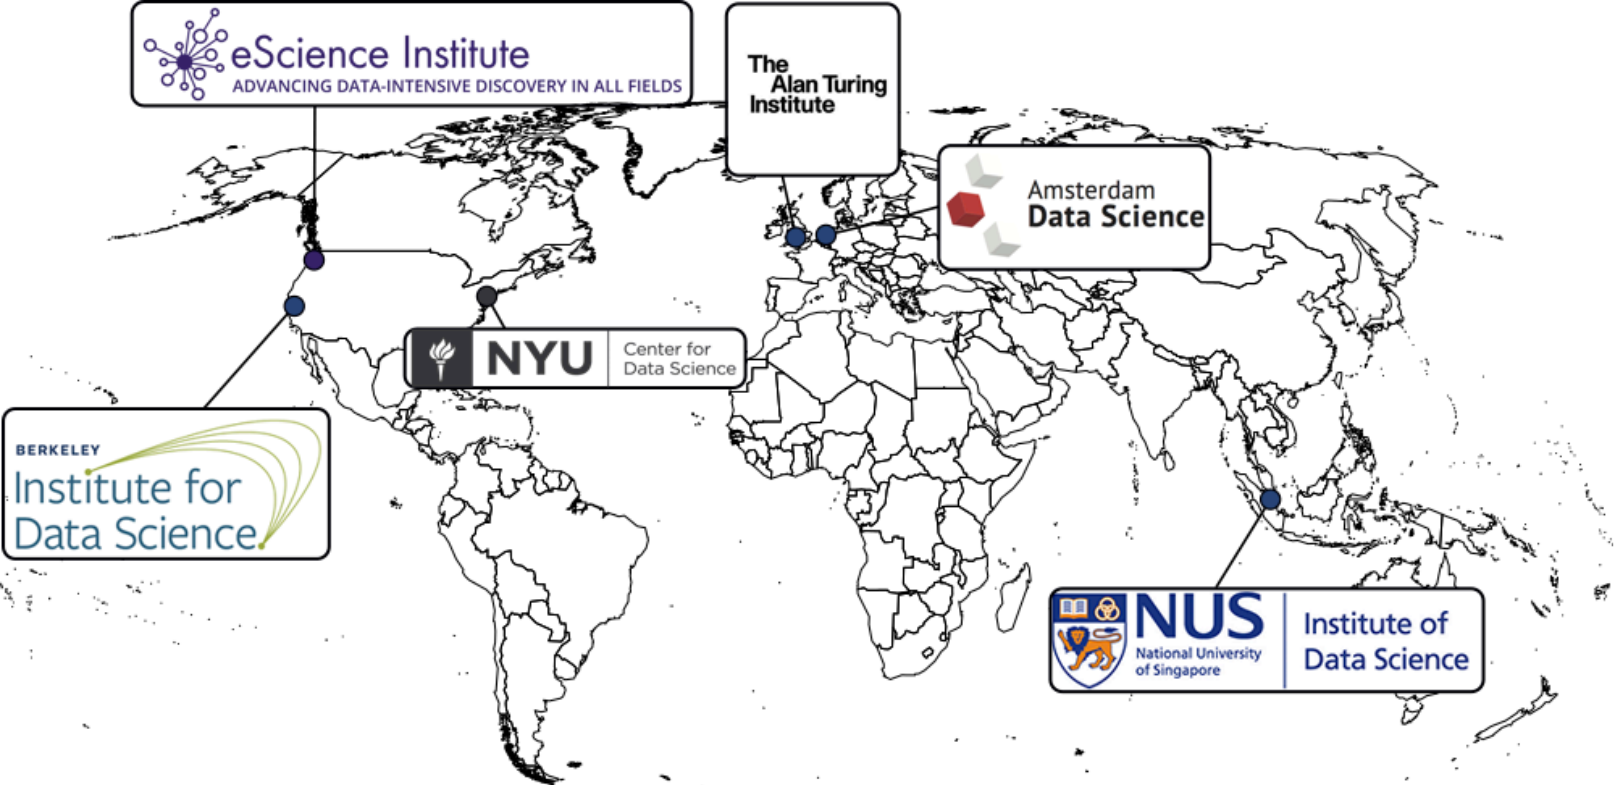 eScience Institute
ADVANCING DATA-INTENSIVE DISCOVERY IN ALL FIELDS
The
Alan Turing
Institute
Amsterdam
Data Science
NYU
Center for
Data Science
BERKELEY
Institute for
Data Science
NUS
National University
of Singapore
Institute of
Data Science